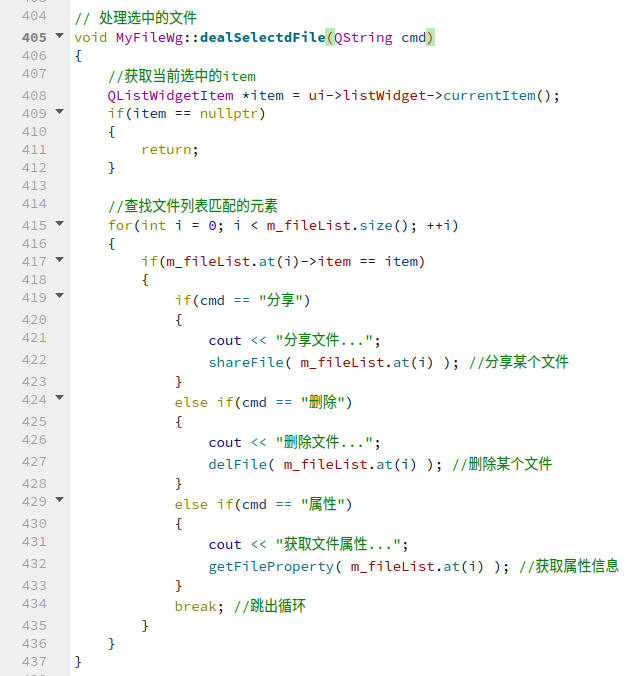 404 // 处理选中的文件
405 void MyFileWg::dealSelectdFile(QString cmd)
406 {
407     //获取当前选中的item
408     QListWidgetItem *item = ui->listWidget->currentItem();
409     if(item == nullptr)
410     {
411         return;
412     }
413
414     //查找文件列表匹配的元素
415     for(int i = 0; i < m_fileList.size(); ++i)
416     {
417         if(m_fileList.at(i)->item == item)
418         {
419             if(cmd == "分享")
420             {
421                 cout << "分享文件...";
422                 shareFile( m_fileList.at(i) ); //分享某个文件
423             }
424             else if(cmd == "删除")
425             {
426                 cout << "删除文件...";
427                 delFile( m_fileList.at(i) ); //删除某个文件
428             }
429             else if(cmd == "属性")
430             {
431                 cout << "获取文件属性...";
432                 getFileProperty( m_fileList.at(i) ); //获取属性信息
433             }
434             break; //跳出循环
435         }
436     }
437 }